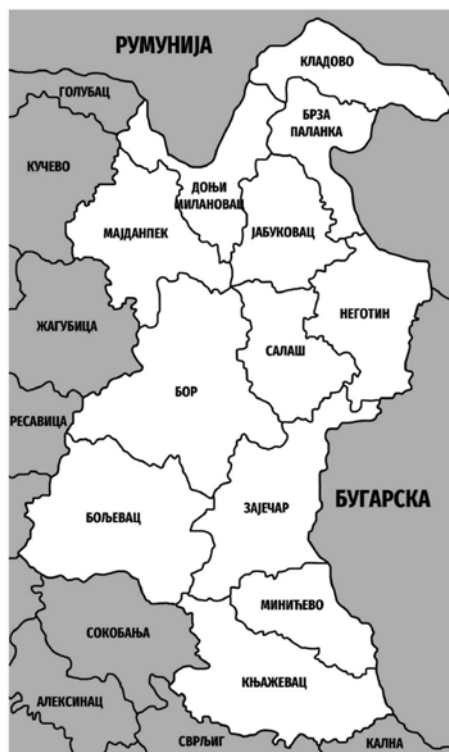 РУМУНИЈА
КЛАДОВО
ГОЛУБАЦ
БРЗА
ПАЛАНКА
КУЧЕВО
ДОЊИ
МИЛАНОВАЦ
МАЈДАНПЕК
ЈАБУКОВАЦ
НЕГОТИН
ЖАГУБИЦА
САЛАШ
БОР
РЕСАВИЦА
БУГАРСКА
ЗАЈЕЧАР
БОЉЕВАЦ
МИНИЋЕВО
СОКОБАЊА
КЊАЖЕВАЦ
АЛЕКСИНАЦ
СВРЉИГ
КАЛНА